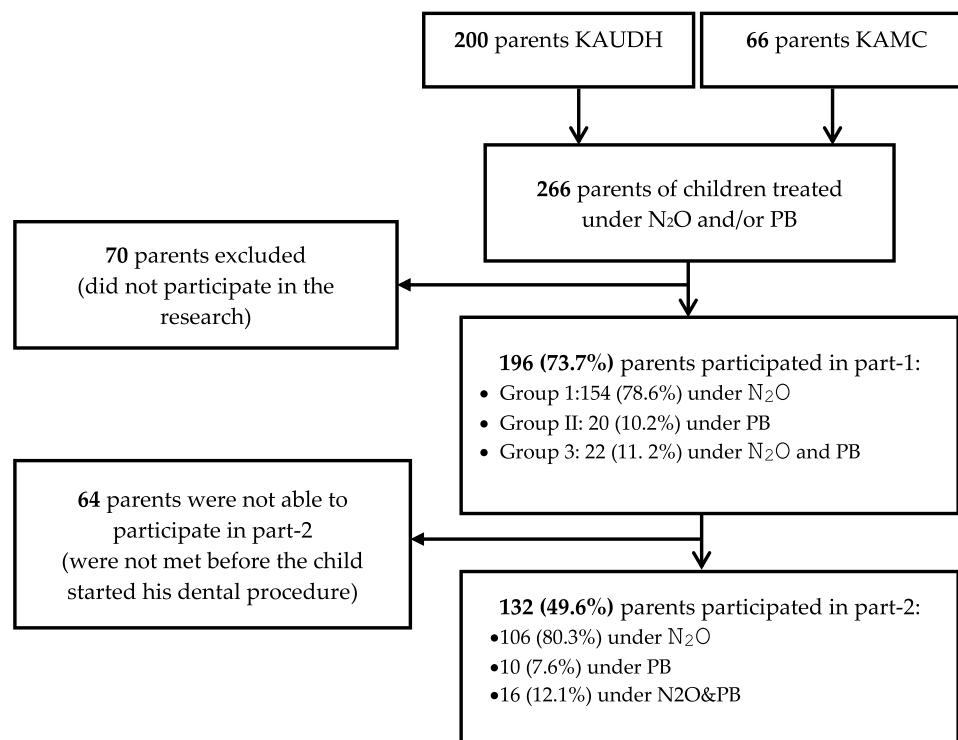 200 parents KAUDH
66 parents KAMC
266 parents of children treated
under N₂O and/or PB
70 parents excluded
(did not participate in the
research)
196 (73.7%) parents participated in part-1:
• Group 1:154 (78.6%) under N₂O
• Group II: 20 (10.2%) under PB
• Group 3: 22 (11. 2%) under N₂O and PB
64 parents were not able to
participate in part-2
(were not met before the child
started his dental procedure)
132 (49.6%) parents participated in part-2:
•106 (80.3%) under N₂O
•10 (7.6%) under PB
•16 (12.1%) under N2O&PB